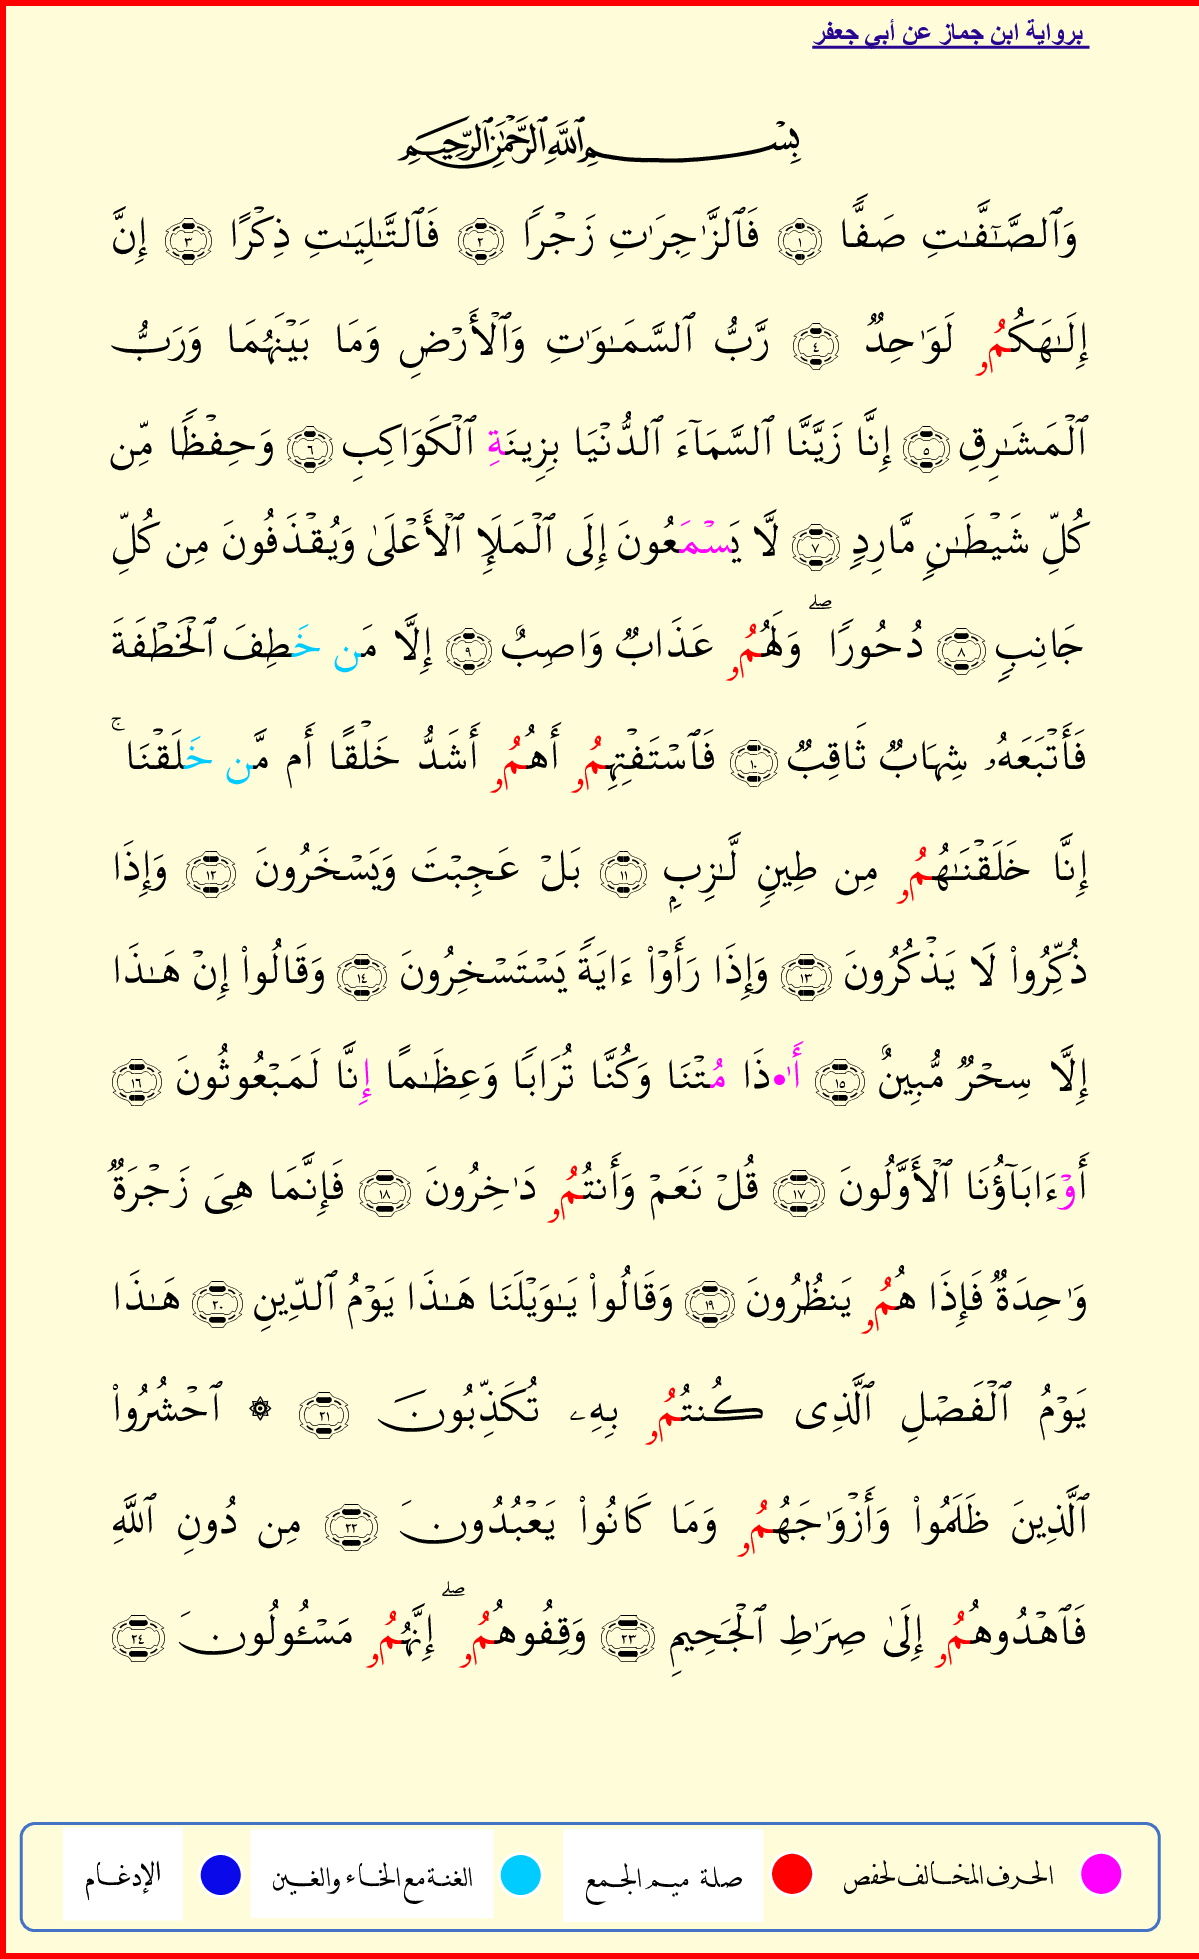 برواية ابن جماز عن أبي جعفر
بِسْمِ ٱللَّهِ ٱلرَّحْمَٰنِ ٱلرَّحِيمِ
وَٱلصَّٰٓفَّٰتِ صَفًّا ١ فَٱلزَّٰجِرَٰتِ زَجْرًا ٢ فَٱلتَّٰلِيَٰتِ ذِكْرًا ٣ إِنَّ
إِلَٰهَكُمُۥ لَوَٰحِدٌ ٤ رَّبُّ ٱلسَّمَٰوَٰتِ وَٱلْأَرْضِ وَمَا بَيْنَهُمَا وَرَبُّ
ٱلْمَشَٰرِقِ ٥ إِنَّا زَيَّنَّا ٱلسَّمَآءَ ٱلدُّنْيَا بِزِينَةِ ٱلْكَوَاكِبِ ٦ وَحِفْظًا مِّن
كُلِّ شَيْطَٰنٍ مَّارِدٍ ٧ لَّا يَسْمَعُونَ إِلَى ٱلْمَلَإِ ٱلْأَعْلَىٰ وَيُقْذَفُونَ مِن كُلِّ
جَانِبٍ ٨ دُحُورًا ۖ وَلَهُمُۥ عَذَابٌ وَاصِبٌ ٩ إِلَّا مَن خَطِفَ ٱلْخَطْفَةَ
فَأَتْبَعَهُۥ شِهَابٌ ثَاقِبٌ ١٠ فَٱسْتَفْتِهِمُۥ أَهُمُۥ أَشَدُّ خَلْقًا أَم مَّن خَلَقْنَا ۚ
إِنَّا خَلَقْنَٰهُمُۥ مِن طِينٍ لَّازِبٍۭ ١١ بَلْ عَجِبْتَ وَيَسْخَرُونَ ١٢ وَإِذَا
ذُكِّرُوا۟ لَا يَذْكُرُونَ ١٣ وَإِذَا رَأَوْا۟ ءَايَةً يَسْتَسْخِرُونَ ١٤ وَقَالُوا۟ إِنْ هَٰذَا
إِلَّا سِحْرٌ مُّبِينٌ ١٥ أَٰ•ذَا مُتْنَا وَكُنَّا تُرَابًا وَعِظَٰمًا إِنَّا لَمَبْعُوثُونَ ١٦
أَوْءَابَآؤُنَا ٱلْأَوَّلُونَ ١٧ قُلْ نَعَمْ وَأَنتُمُۥ دَٰخِرُونَ ١٨ فَإِنَّمَا هِىَ زَجْرَةٌ
وَٰحِدَةٌ فَإِذَا هُمُۥ يَنظُرُونَ ١٩ وَقَالُوا۟ يَٰوَيْلَنَا هَٰذَا يَوْمُ ٱلدِّينِ ٢٠ هَٰذَا
يَوْمُ ٱلْفَصْلِ ٱلَّذِى كُنتُمُۥ بِهِۦ تُكَذِّبُونَ ٢١ ۞ ٱحْشُرُوا۟
ٱلَّذِينَ ظَلَمُوا۟ وَأَزْوَٰجَهُمُۥ وَمَا كَانُوا۟ يَعْبُدُونَ ٢٢ مِن دُونِ ٱللَّهِ
فَٱهْدُوهُمُۥ إِلَىٰ صِرَٰطِ ٱلْجَحِيمِ ٢٣ وَقِفُوهُمُۥ ۖ إِنَّهُمُۥ مَسْـُٔولُونَ ٢٤
الحرف المخالف لحفص صلة ميم الجمع الغنة مع الخاء والغين الإدغام